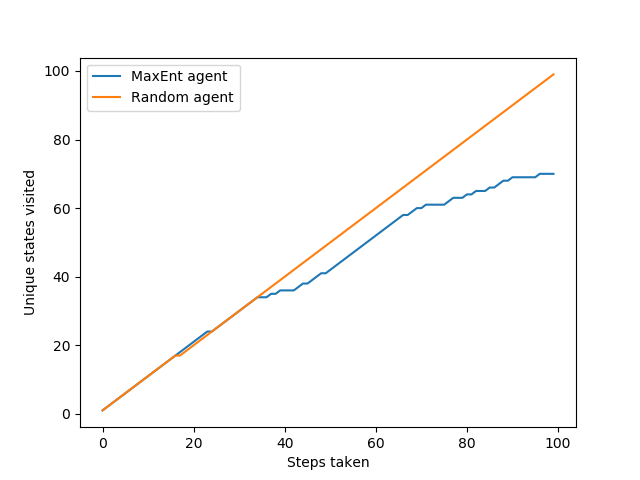 MaxEnt agent
Random agent
100
80
60
40
20
0
Unique states visited
0 20 40 60 80 100
Steps taken